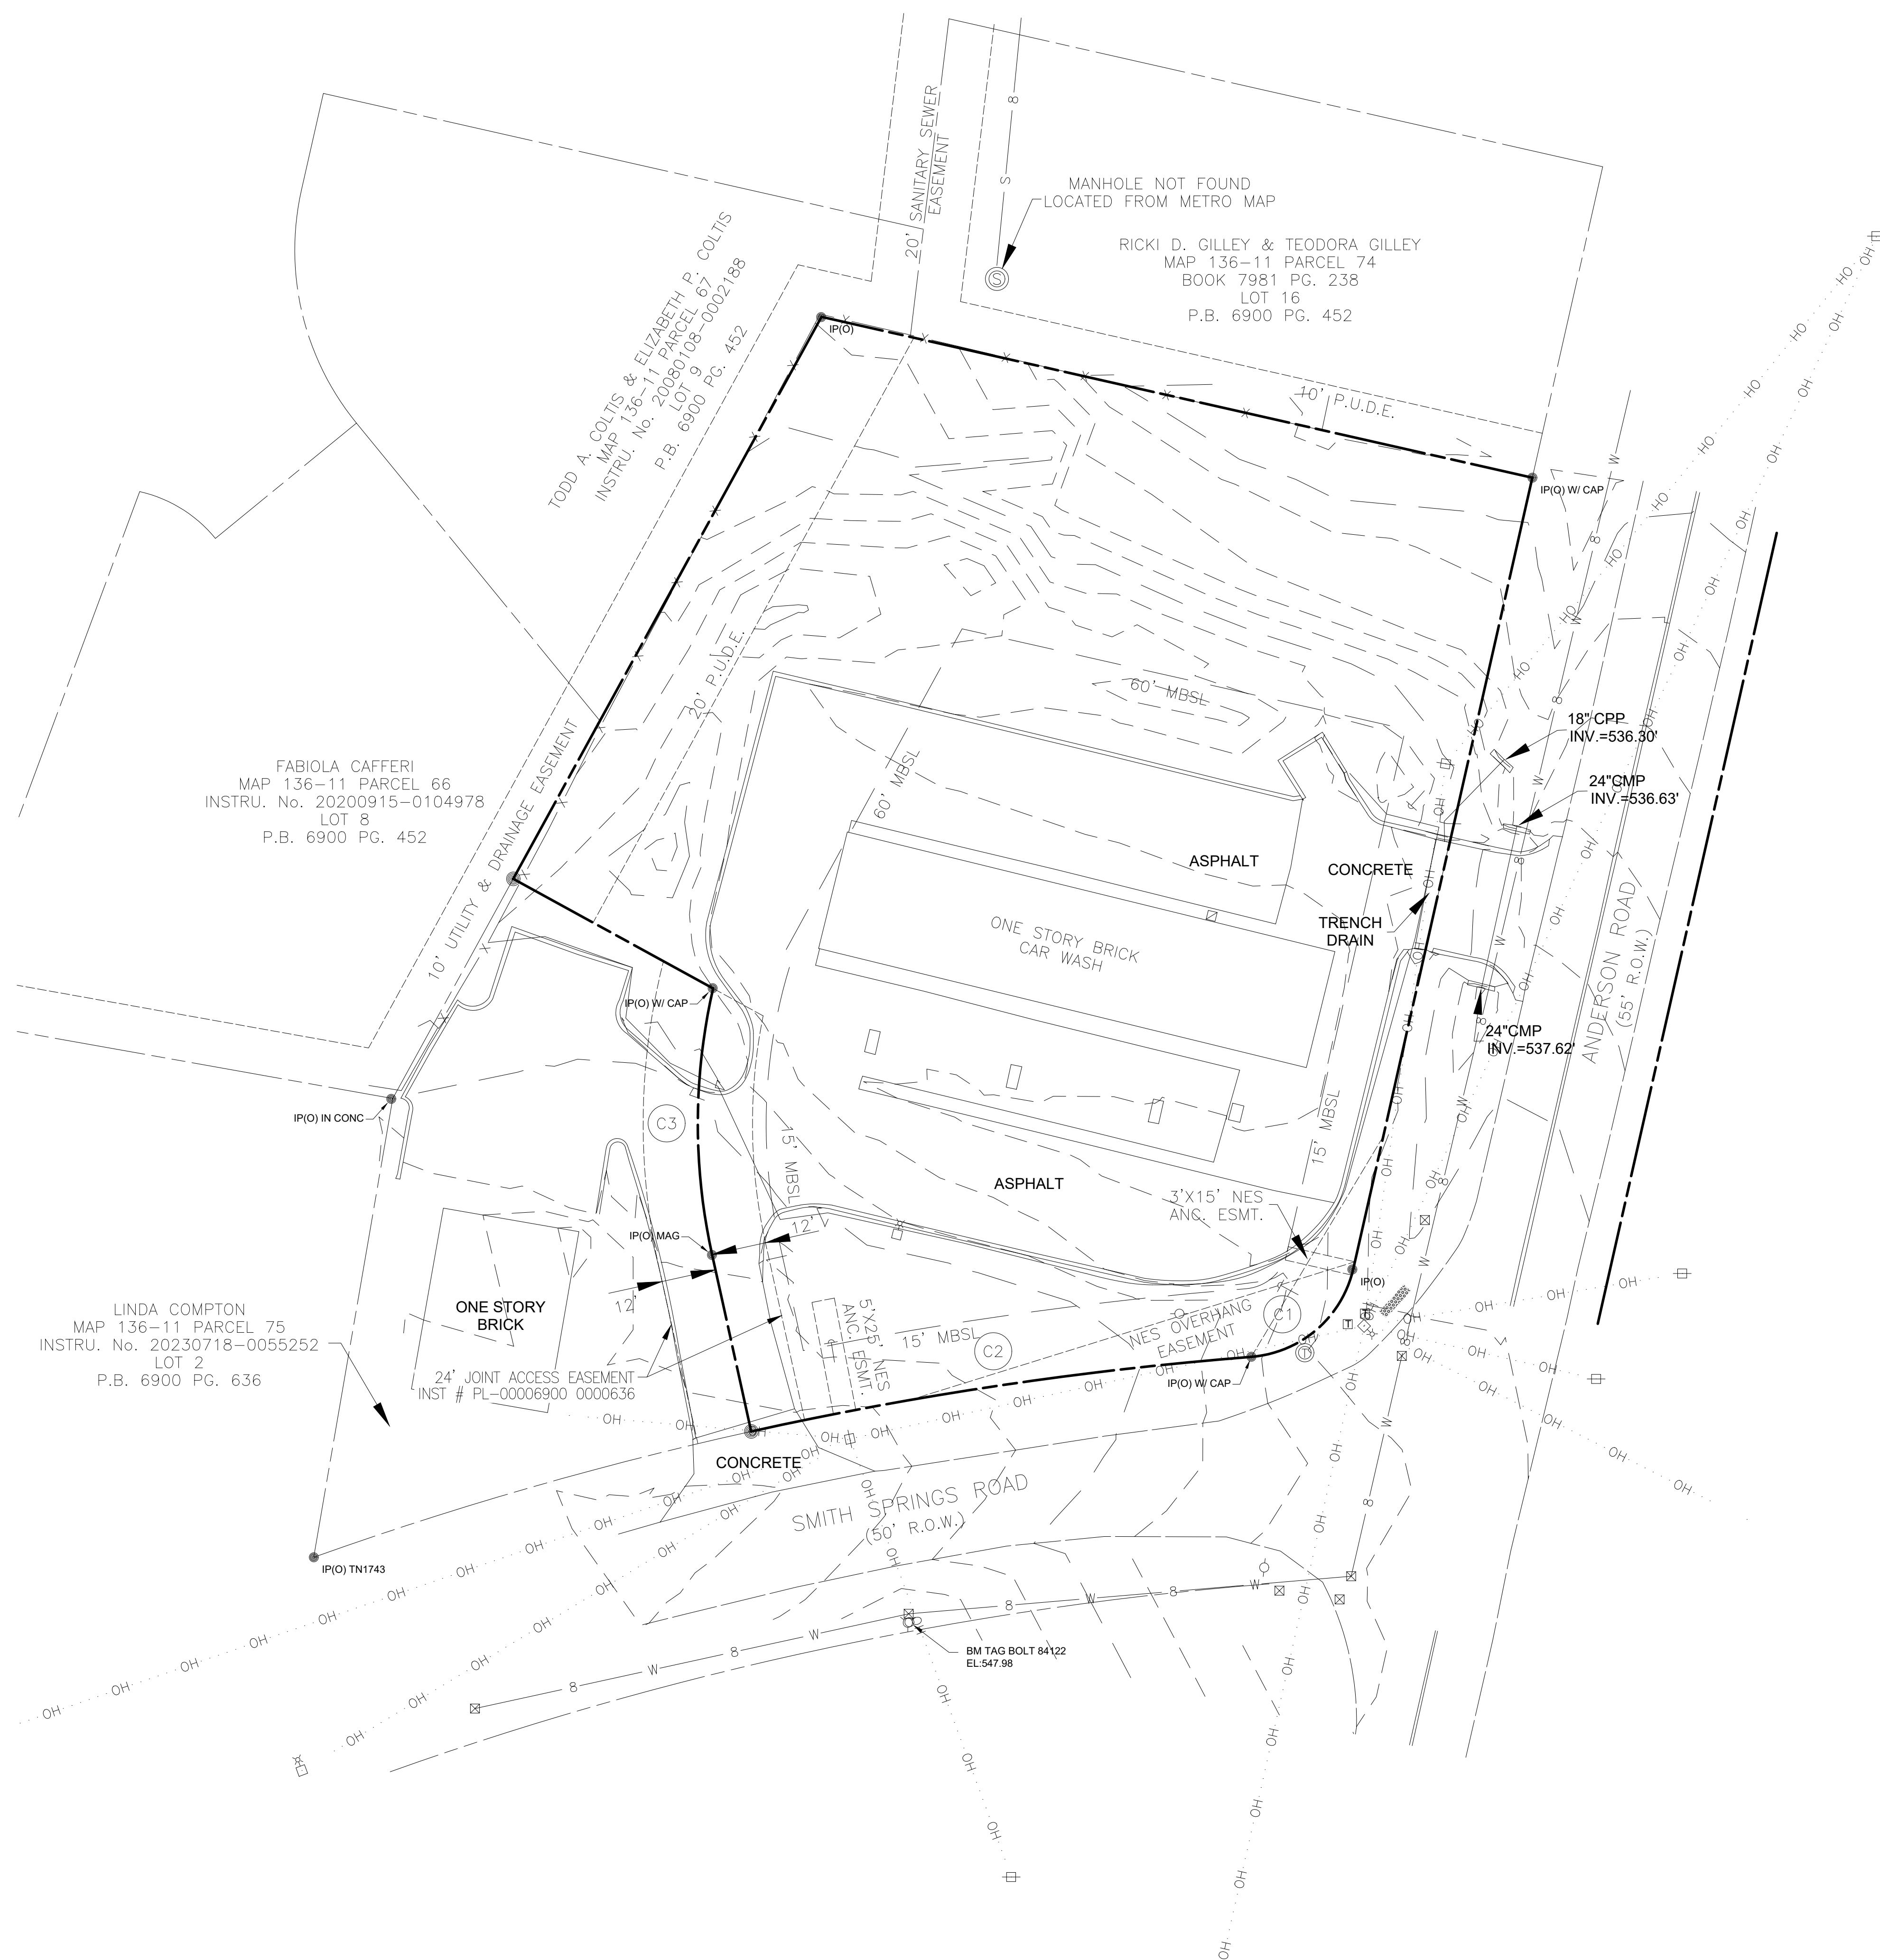 20' SANITARY SEWER
EASEMENT
S
8
MANHOLE NOT FOUND
LOCATED FROM METRO MAP
S
RICKI D. GILLEY & TEODORA GILLEY
MAP 136-11 PARCEL 74
BOOK 7981 PG. 238
LOT 16
P.B. 6900 PG. 452
TODD A. COLTIS & ELIZABETH P. COLTIS
MAP 136-11 PARCEL 67
INSTRU. No. 20080108-0002188
LOT 9
P.B. 6900 PG. 452
IP(O)
10' P.U.D.E.
IP(O) W/ CAP
20' P.U.D.E.
60' MBSL
60' MBSL
18" CPP
INV.=536.30'
24"CMP
INV.=536.63'
FABIOLA CAFFERI
MAP 136-11 PARCEL 66
INSTRU. No. 20200915-0104978
LOT 8
P.B. 6900 PG. 452
10' UTILITY & DRAINAGE EASEMENT
ASPHALT
CONCRETE
TRENCH
DRAIN
ONE STORY BRICK
CAR WASH
ANDERSON ROAD
(55' R.O.W.)
IP(O) W/ CAP
24"CMP
INV.=537.62'
IP(O) IN CONC
C3
15' MBSL
15' MBSL
ASPHALT
3'X15' NES
ANC. ESMT.
IP(O) MAG
12'
12'
IP(O)
LINDA COMPTON
MAP 136-11 PARCEL 75
INSTRU. No. 20230718-0055252
LOT 2
P.B. 6900 PG. 636
ONE STORY
BRICK
24' JOINT ACCESS EASEMENT
INST # PL-00006900 0000636
5'X25' NES
ANC. ESMT.
15' MBSL
C2
NES OVERHANG
EASEMENT
C1
T
T
IP(O) W/ CAP
CONCRETE
SMITH SPRINGS ROAD
(50' R.O.W.)
IP(O) TN1743
OH
W
8
BM TAG BOLT 84122
EL:547.98